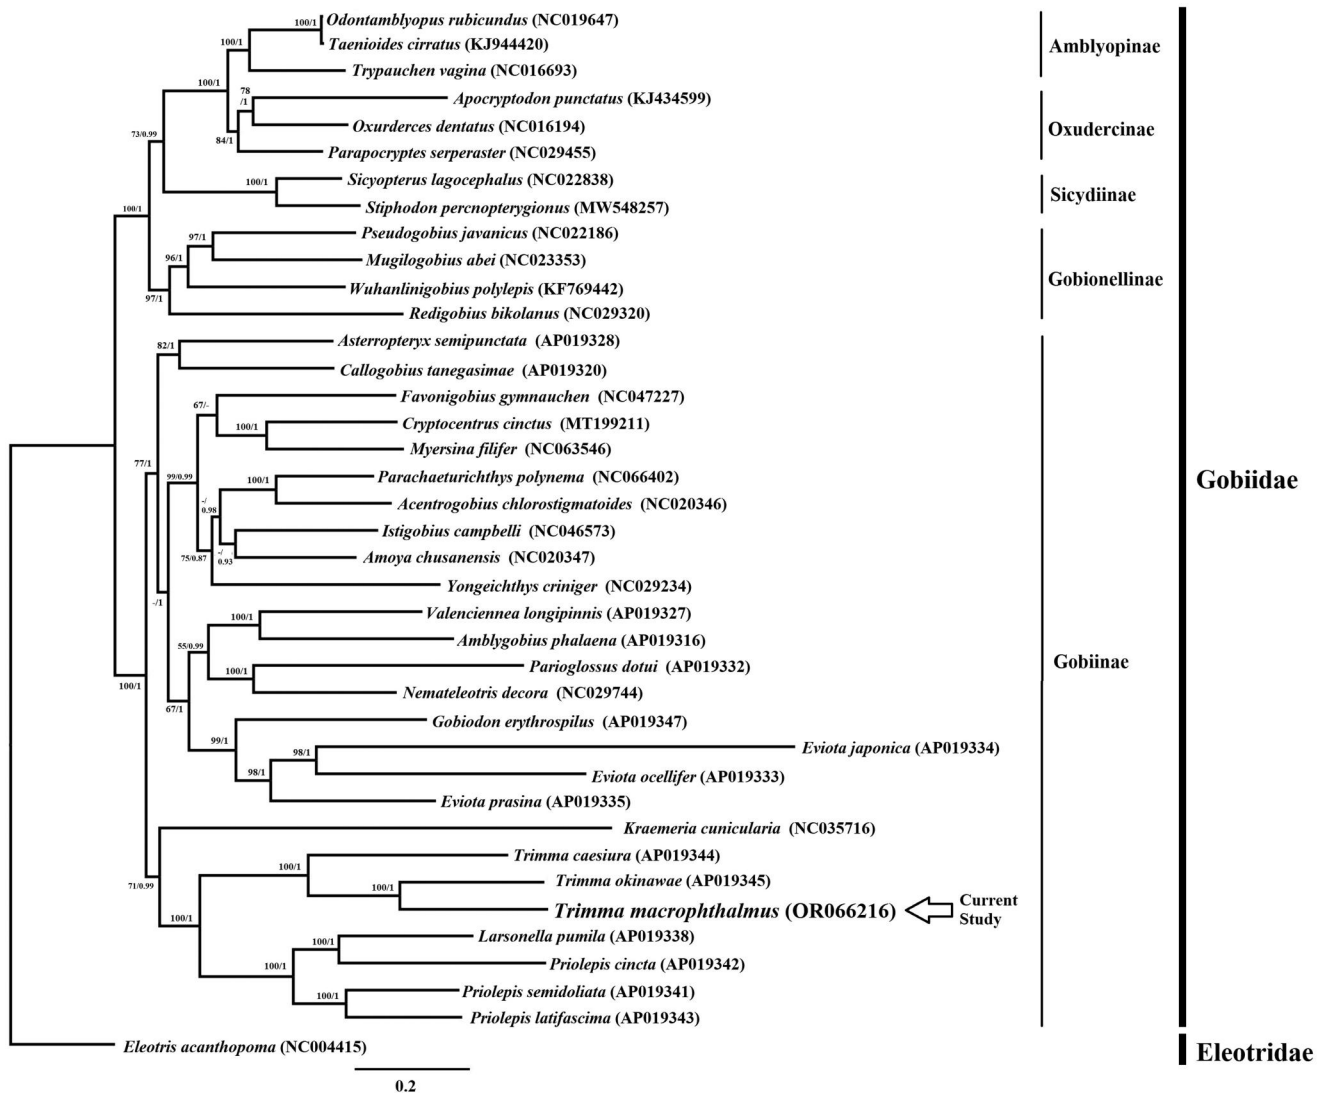 100/1
Odontamblyopus rubicundus (NC019647)
100/1
Taenioides cirratus (KJ944420)
100/1
Trypauchen vagina (NC016693)
Amblyopinae
100/1
78
/1
Apocryptodon punctatus (KJ434599)
Oxurderces dentatus (NC016194)
Oxudercinae
73/0.99
84/1
Parapocryptes serperaster (NC029455)
100/1
Sicyopterus lagocephalus (NC022838)
Stiphodon percnopterygionus (MW548257)
Sicydiinae
100/1
97/1
Pseudogobius javanicus (NC022186)
96/1
Mugilogobius abei (NC023353)
Gobionellinae
97/1
Wuhanlinigobius polylepis (KF769442)
Redigobius bikolanus (NC029320)
82/1
Asterropteryx semipunctata (AP019328)
Callogobius tanegasimae (AP019320)
67/-
Favonigobius gymnauchen (NC047227)
100/1
Cryptocentrus cinctus (MT199211)
Myersina filifer (NC063546)
77/1
99/0.99
100/1
Parachaeturichthys polynema (NC066402)
Gobiidae
-/
0.98
Acentrogobius chlorostigmatoides (NC020346)
Istigobius campbelli (NC046573)
75/0.87
-/
0.93
Amoya chusanensis (NC020347)
Yongeichthys criniger (NC029234)
-/1
100/1
Valenciennea longipinnis (AP019327)
Amblygobius phalaena (AP019316)
55/0.99
Gobiinae
100/1
Parioglossus dotui (AP019332)
100/1
Nemateleotris decora (NC029744)
67/1
Gobiodon erythrospilus (AP019347)
99/1
98/1
Eviota japonica (AP019334)
98/1
Eviota ocellifer (AP019333)
Eviota prasina (AP019335)
Kraemeria cunicularia (NC035716)
100/1
Trimma caesiura (AP019344)
71/0.99
100/1
Trimma okinawae (AP019345)
Trimma macrophthalmus (OR066216)
Current
Study
100/1
100/1
Larsonella pumila (AP019338)
100/1
Priolepis cincta (AP019342)
100/1
Priolepis semidoliata (AP019341)
Priolepis latifascima (AP019343)
Eleotris acanthopoma (NC004415)
Eleotridae
0.2